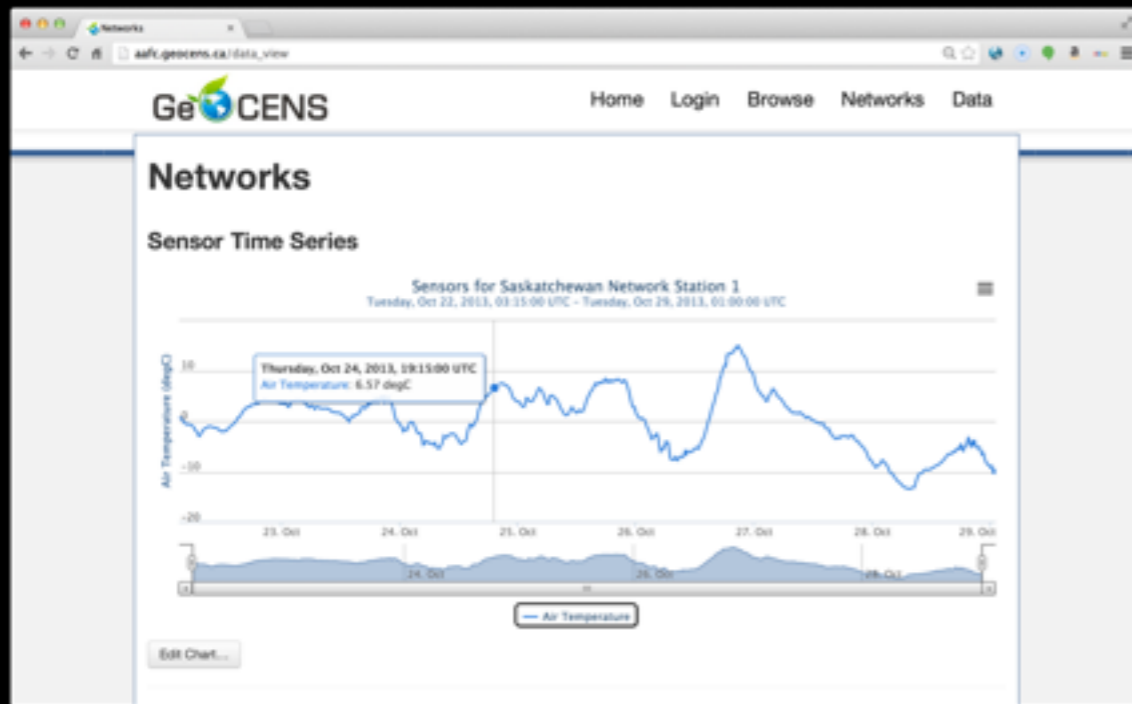 Networks
aafc.geocens.ca/data_view
GeoCENS
Home Login Browse Networks Data
Networks
Sensor Time Series
Sensors for Saskatchewan Network Station 1
Tuesday, Oct 22, 2013, 03:15:00 UTC - Tuesday, Oct 29, 2013, 01:00:00 UTC
Air Temperature (degC)
10
0
-10
-20
Thursday, Oct 24, 2013, 19:15:00 UTC
Air Temperature: 6.57 degC
23. Oct 24. Oct 25. Oct 26. Oct 27. Oct 28. Oct 29. Oct
24. Oct 26. Oct 28. Oct
Air Temperature
Edit Chart...